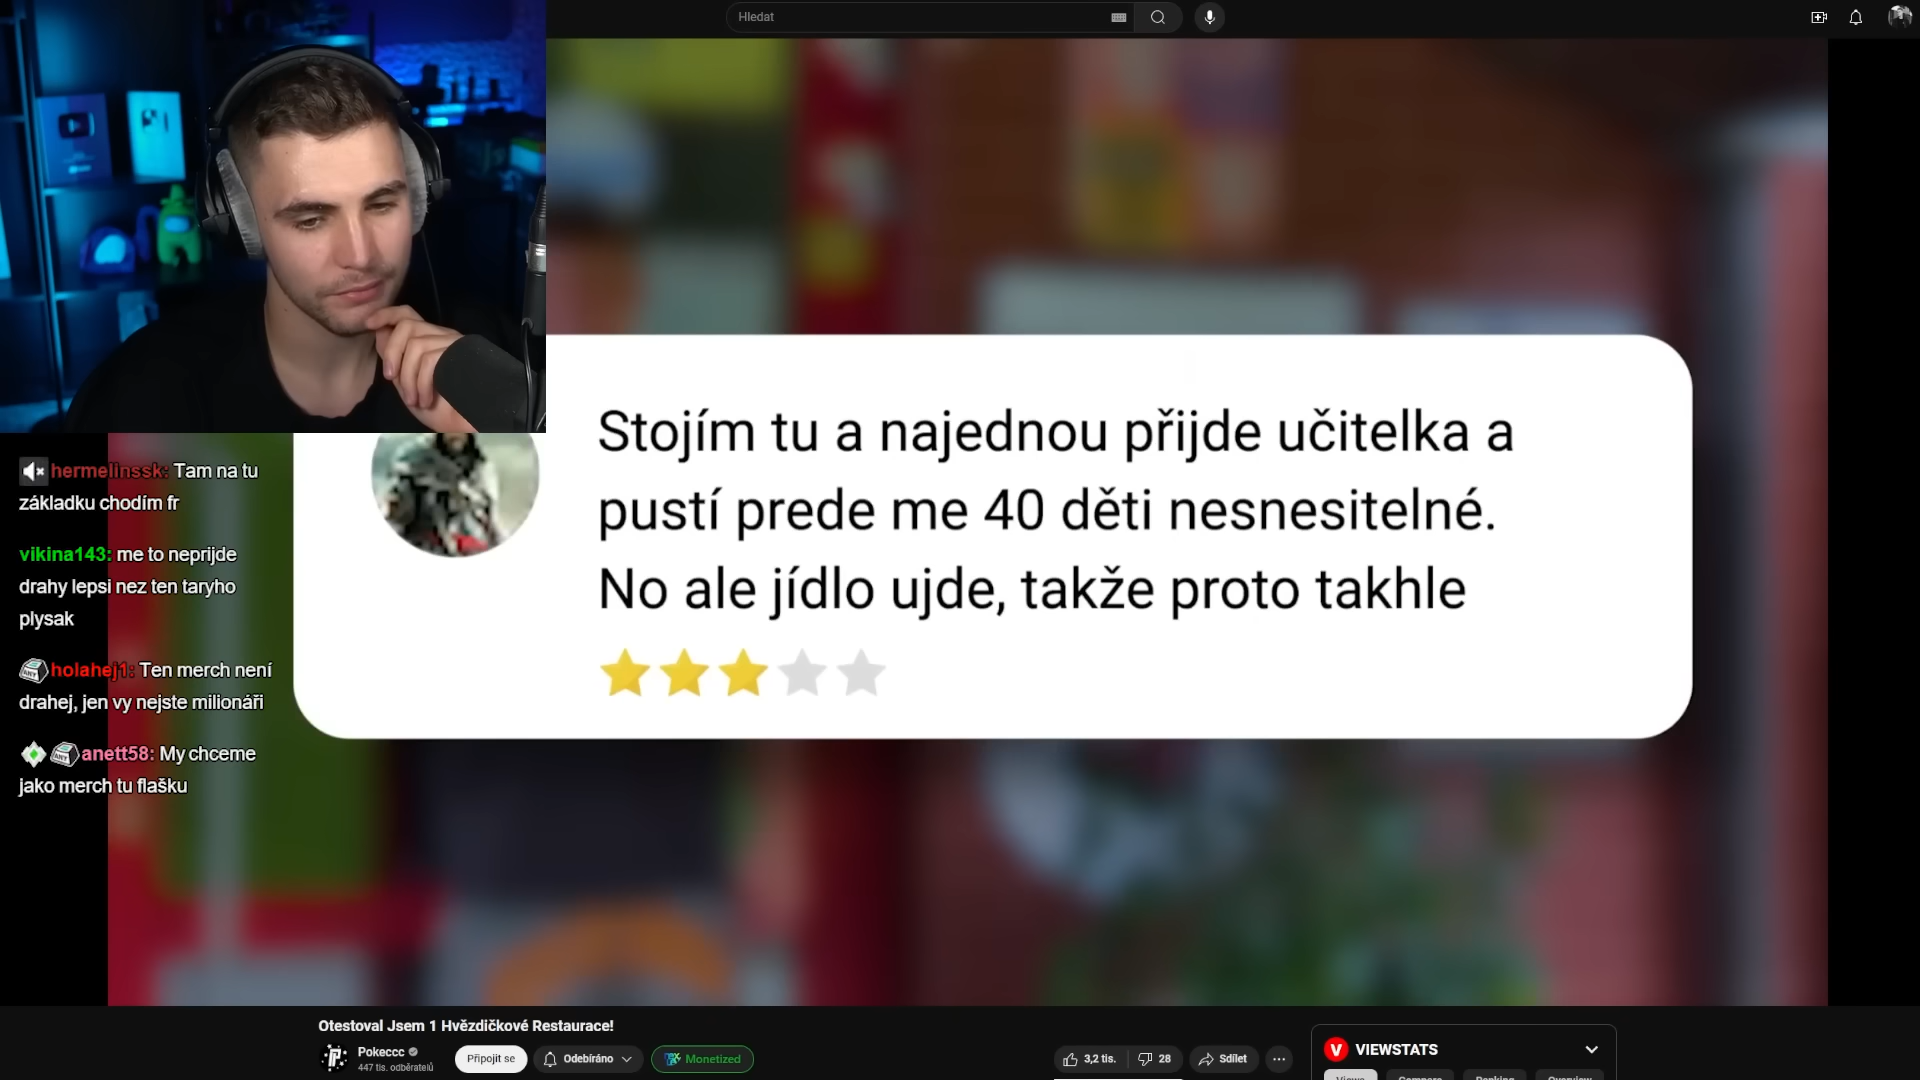 Hledat
Stojím tu a najednou přijde učitelka a
pustí prede me 40 děti nesnesitelné.
No ale jídlo ujde, takže proto takhle
hermelinssk: Tam na tu
základku chodím fr
vikina143: me to neprijde
drahy lepsi nez ten taryho
plysak
holahej1: Ten merch není
drahej, jen vy nejste milionáři
anett58: My chceme
jako merch tu flašku
Otestoval Jsem 1 Hvězdičkové Restaurace!
Pokeccc
447 tis. odběratelů
Připojit se
Odebíráno
Monetized
3,2 tis.
28
Sdílet
VIEWSTATS